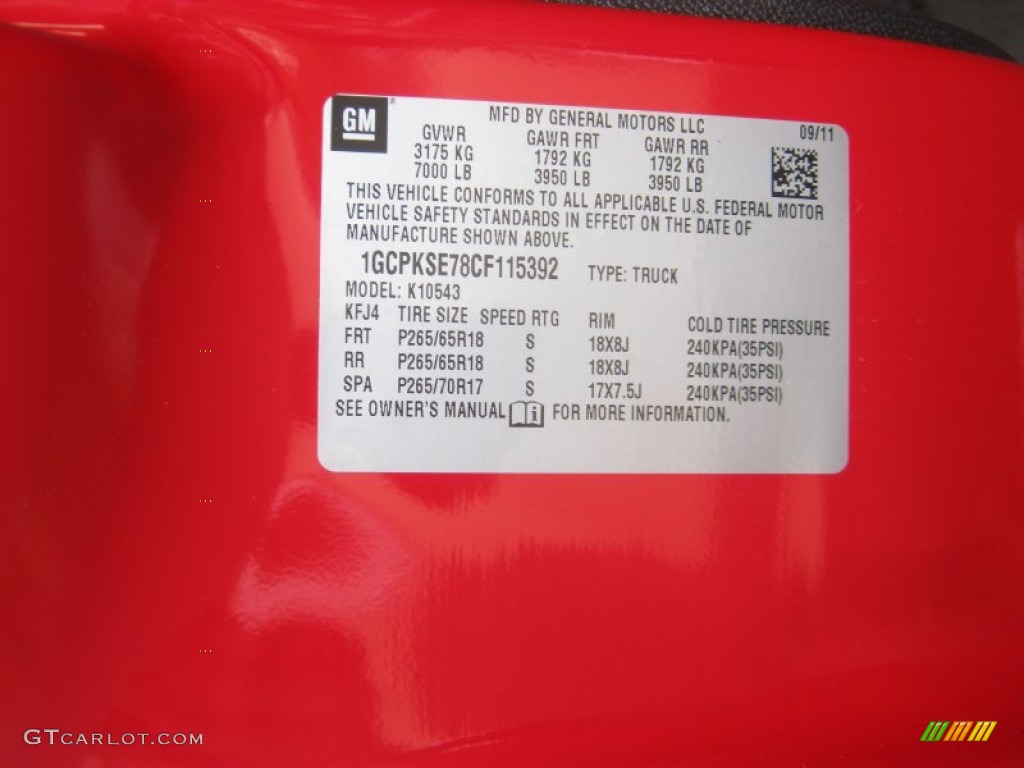 GM
MFD BY GENERAL MOTORS LLC
09/11
GVWR GAWR FRT GAWR RR
3175 KG 1792 KG 1792 KG
7000 LB 3950 LB 3950 LB
THIS VEHICLE CONFORMS TO ALL APPLICABLE U.S. FEDERAL MOTOR
VEHICLE SAFETY STANDARDS IN EFFECT ON THE DATE OF
MANUFACTURE SHOWN ABOVE.
1GCPKSE78CF115392 TYPE: TRUCK
MODEL: K10543
KFJ4 TIRE SIZE SPEED RTG RIM COLD TIRE PRESSURE
FRT P265/65R18 S 18X8J 240KPA(35PSI)
RR P265/65R18 S 18X8J 240KPA(35PSI)
SPA P265/70R17 S 17X7.5J 240KPA(35PSI)
SEE OWNER'S MANUAL i FOR MORE INFORMATION.
GTCARLOT.COM